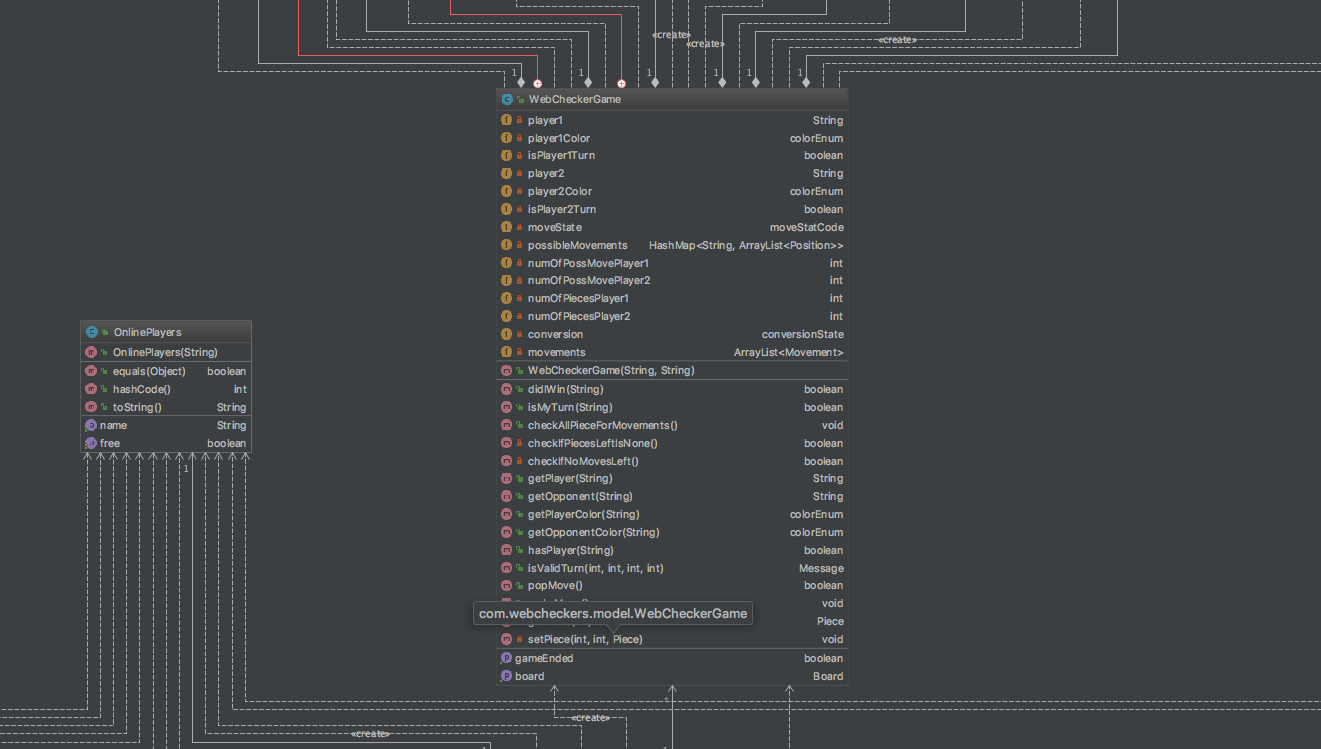 «create»
«create»
«create»
1
1
1
1
1
1
WebCheckerGame
player1 String
player1Color colorEnum
isPlayer1Turn boolean
player2 String
player2Color colorEnum
isPlayer2Turn boolean
moveState moveStatCode
possibleMovements HashMap<String, ArrayList<Position>>
numOfPossMovePlayer1 int
numOfPossMovePlayer2 int
numOfPiecesPlayer1 int
numOfPiecesPlayer2 int
conversion conversionState
movements ArrayList<Movement>
WebCheckerGame(String, String)
didIWin(String) boolean
isMyTurn(String) boolean
checkAllPieceForMovements() void
checkIfPiecesLeftIsNone() boolean
checkIfNoMovesLeft() boolean
getPlayer(String) String
getOpponent(String) String
getPlayerColor(String) colorEnum
getOpponentColor(String) colorEnum
hasPlayer(String) boolean
isValidTurn(int, int, int, int) Message
popMove() boolean
void
com.webcheckers.model.WebCheckerGame
Piece
setPiece(int, int, Piece) void
gameEnded boolean
board Board
OnlinePlayers
OnlinePlayers(String)
equals(Object) boolean
hashCode() int
toString() String
name String
free boolean
1
*
«create»
«create»
1
1